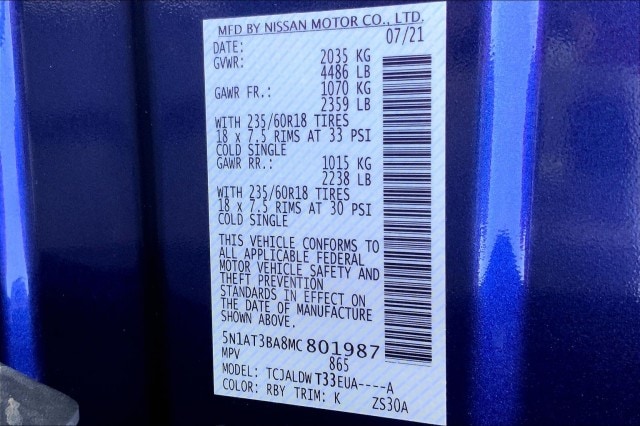 MFD BY NISSAN MOTOR CO., LTD.
DATE: 07/21
GVWR: 2035 KG
4486 LB
GAWR FR.: 1070 KG
2359 LB
WITH 235/60R18 TIRES
18 x 7.5 RIMS AT 33 PSI
COLD SINGLE
GAWR RR.: 1015 KG
2238 LB
WITH 235/60R18 TIRES
18 x 7.5 RIMS AT 30 PSI
COLD SINGLE
THIS VEHICLE CONFORMS TO
ALL APPLICABLE FEDERAL
MOTOR VEHICLE SAFETY AND
THEFT PREVENTION
STANDARDS IN EFFECT ON
THE DATE OF MANUFACTURE
SHOWN ABOVE.
5N1AT3BA8MC801987
MPV 865
MODEL: TCJALDW T33EUA----A
COLOR: RBY TRIM: K ZS30A